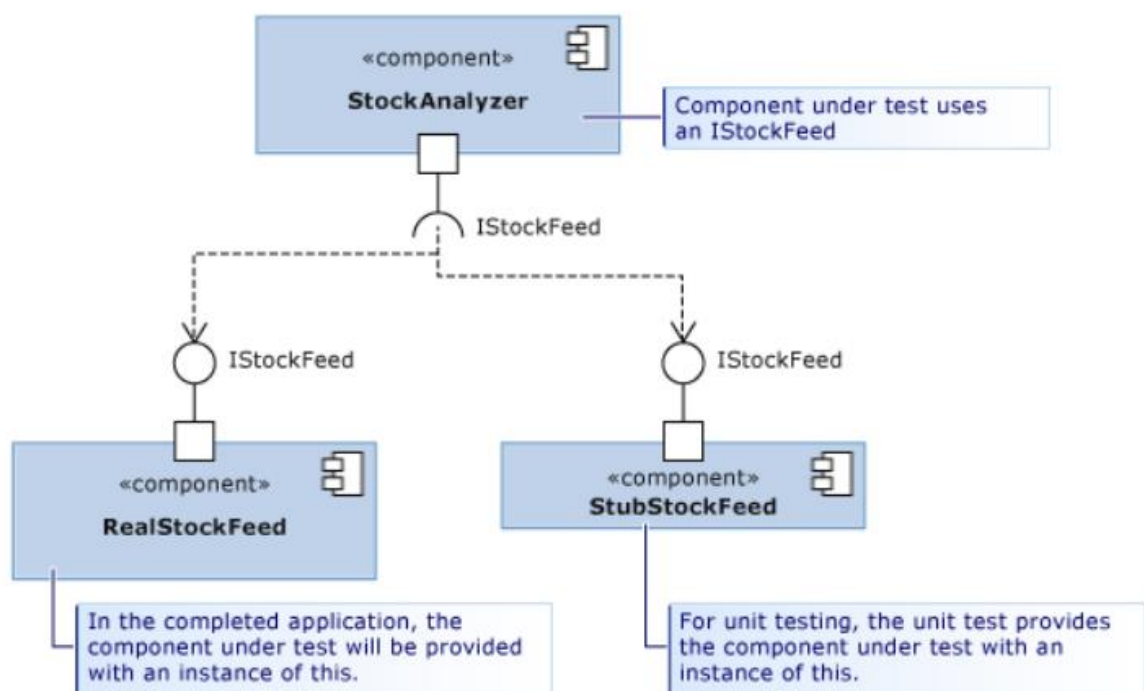 «component»
StockAnalyzer
Component under test uses
an IStockFeed
IStockFeed
IStockFeed
IStockFeed
«component»
RealStockFeed
«component»
StubStockFeed
In the completed application, the
component under test will be provided
with an instance of this.
For unit testing, the unit test provides
the component under test with an
instance of this.